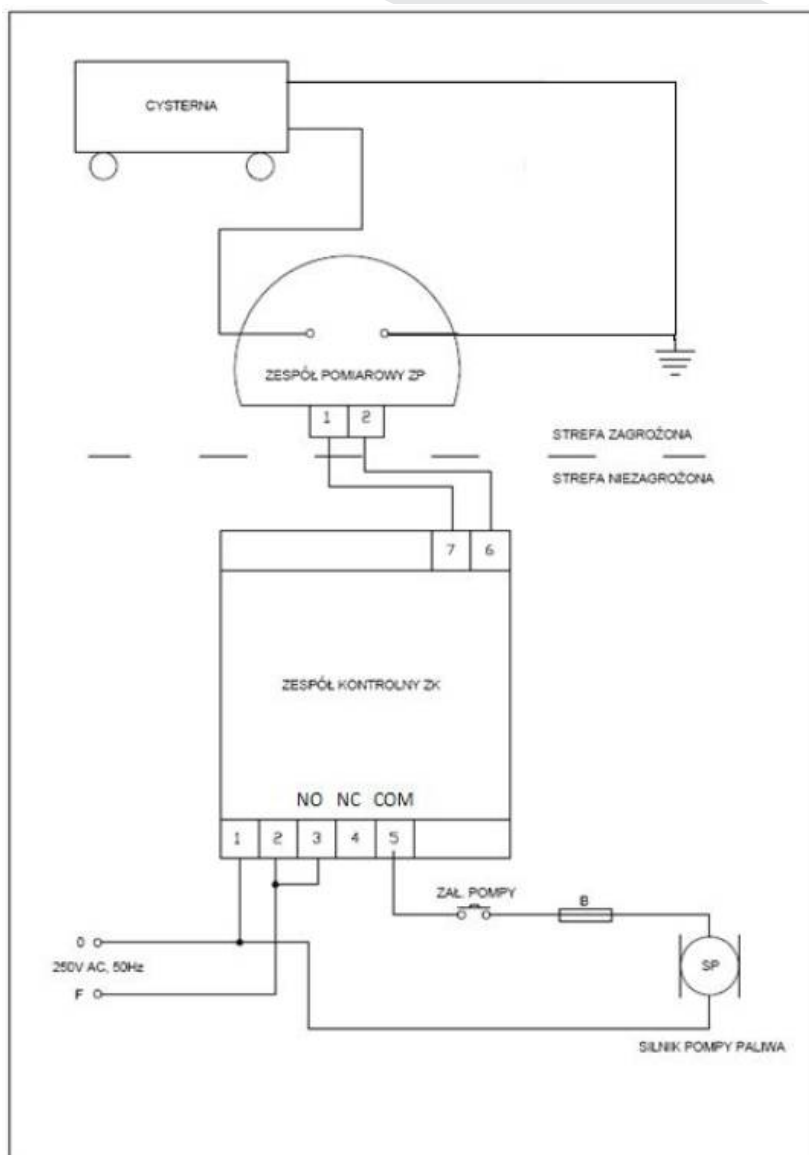 CYSTERNA
ZESPÓŁ POMIAROWY ZP
1 2
STREFA ZAGROŻONA
STREFA NIEZAGROŻONA
7 6
ZESPÓŁ KONTROLNY ZK
NO NC COM
1 2 3 4 5
ZAŁ. POMPY
B
0
250V AC, 50Hz
F
SP
SILNIK POMPY PALIWA